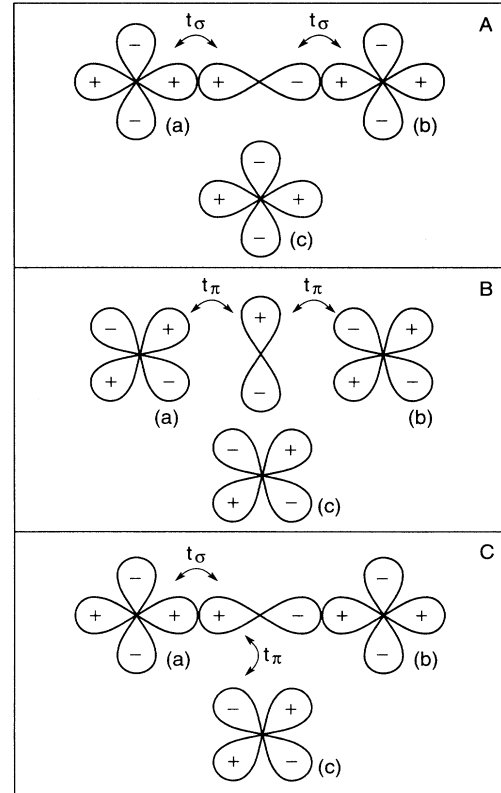 tσ tσ A
− −
+ + + − + +
− −
(a) (b)
−
+ +
−
(c)
tπ tπ B
− + + − +
+ − − + −
(a) (b)
− +
+ −
(c)
tσ C
− −
+ + + − + +
− −
(a) tπ (b)
− +
+ −
(c)